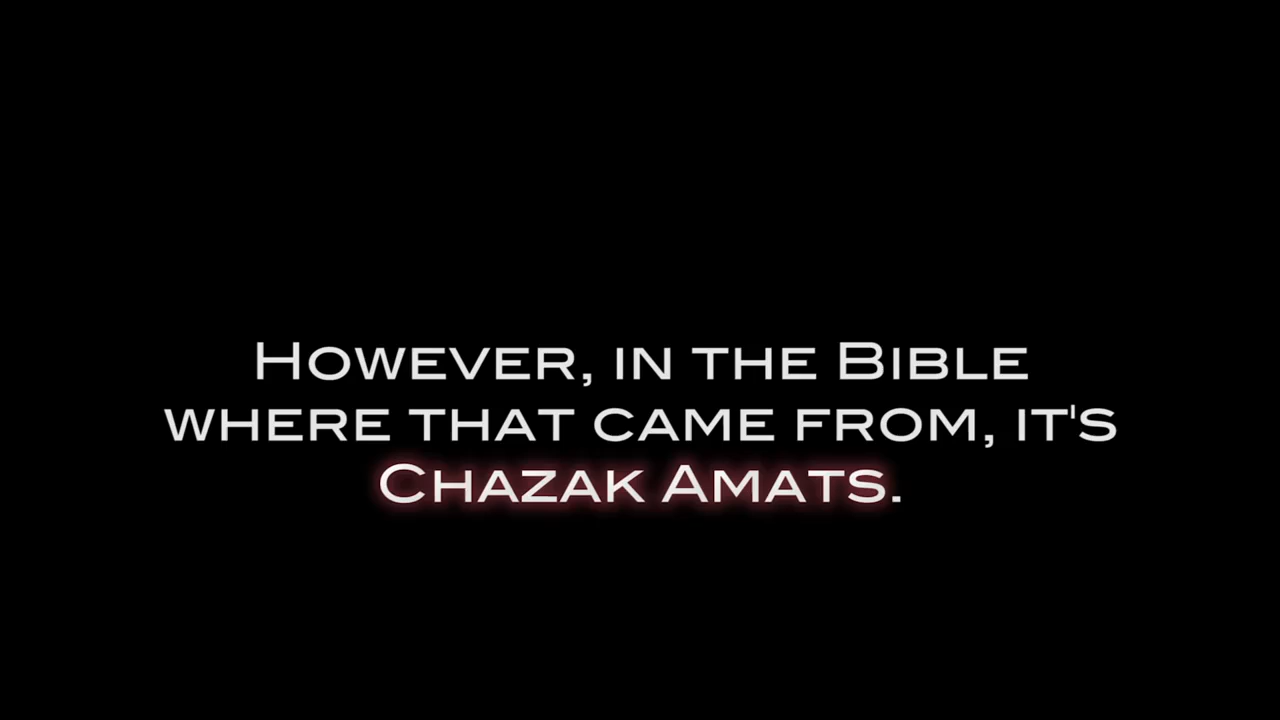 However, in the Bible
where that came from, it's
Chazak Amats.